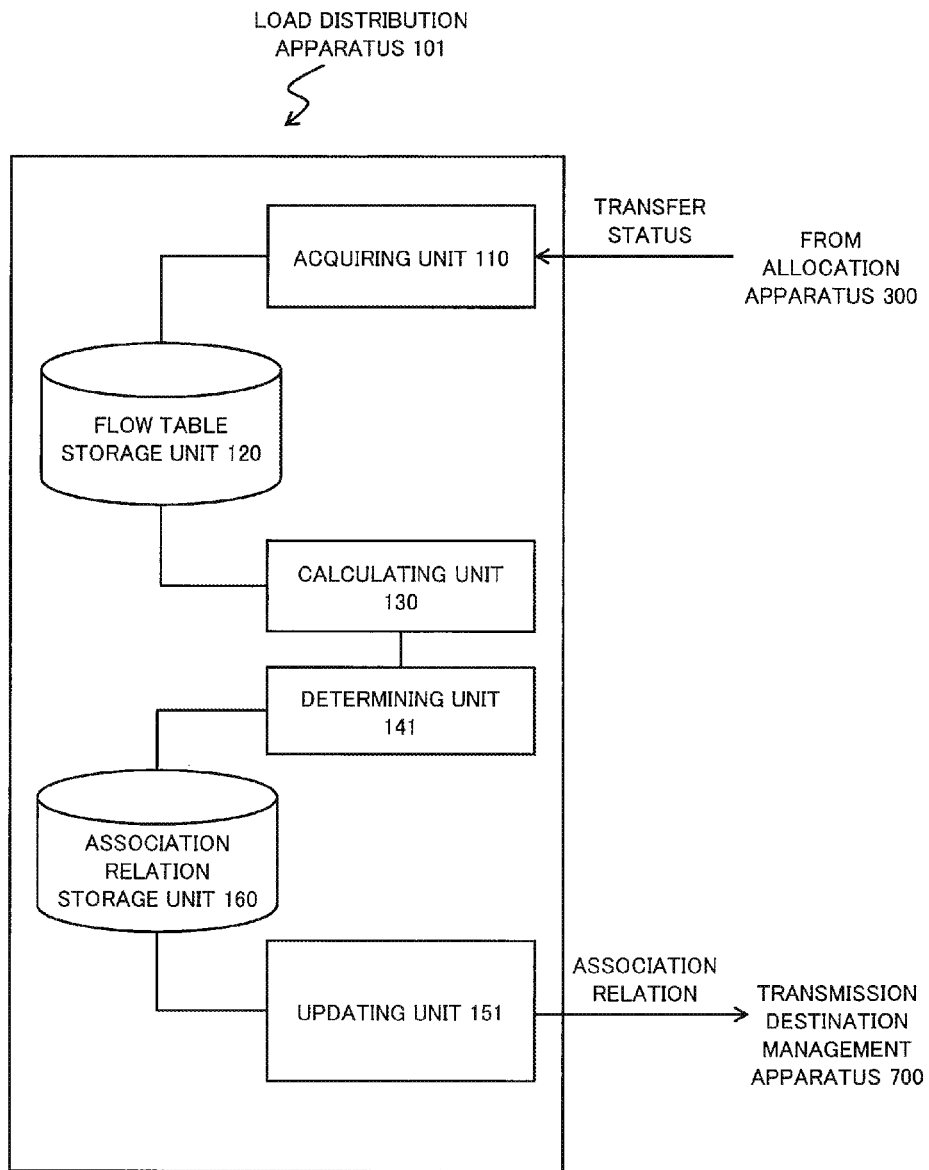 LOAD DISTRIBUTION
APPARATUS 101
TRANSFER
STATUS
FROM
ALLOCATION
APPARATUS 300
ACQUIRING UNIT 110
FLOW TABLE
STORAGE UNIT 120
CALCULATING UNIT
130
DETERMINING UNIT
141
ASSOCIATION
RELATION
STORAGE UNIT 160
UPDATING UNIT 151
ASSOCIATION
RELATION
TRANSMISSION
DESTINATION
MANAGEMENT
APPARATUS 700